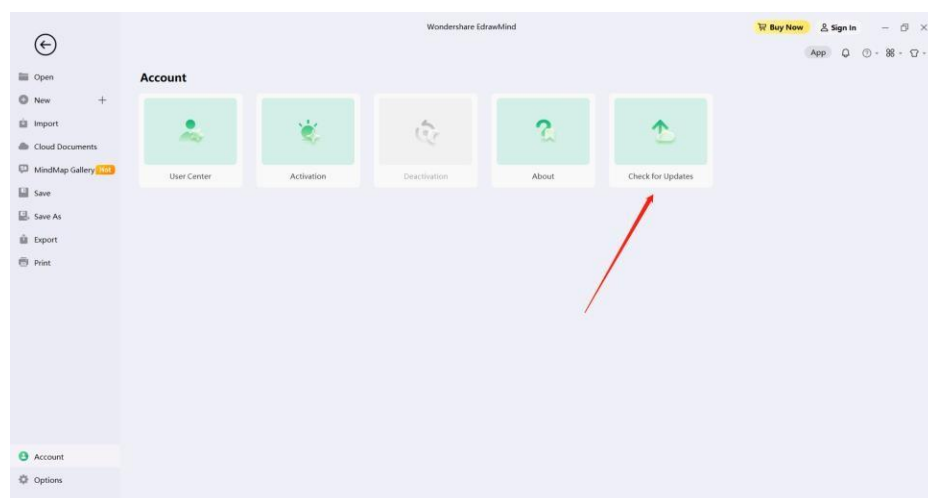 Wondershare EdrawMind
Buy Now
Sign In
App
Open
New
Import
Cloud Documents
MindMap Gallery
Hot
Save
Save As
Export
Print
Account
User Center
Activation
Deactivation
About
Check for Updates
Account
Options